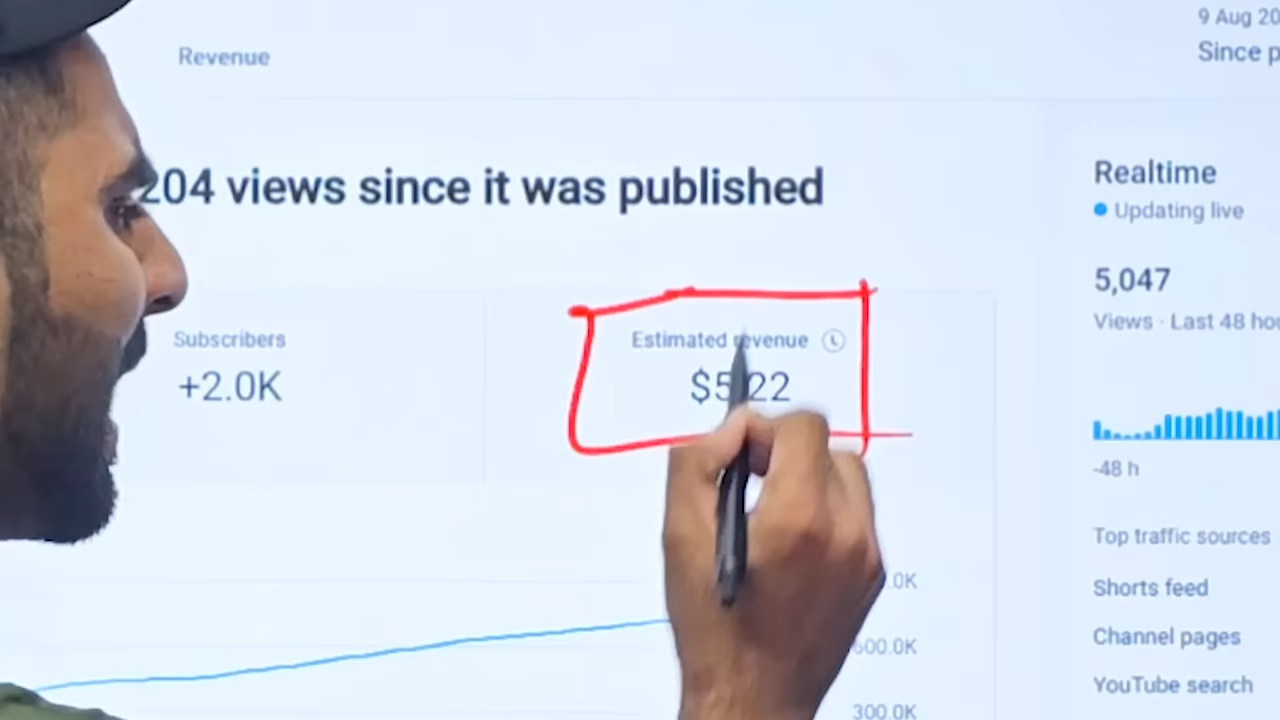 9 Aug 20
Revenue
Since p
204 views since it was published
Realtime
Updating live
5,047
Views · Last 48 ho
Subscribers
+2.0K
Estimated revenue
-48 h
Top traffic sources
Shorts feed
Channel pages
YouTube search
.0K
600.0K
300.0K